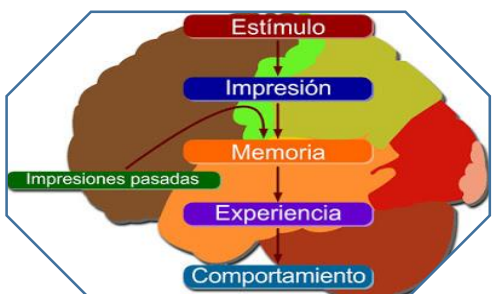 Estímulo
Impresión
Memoria
Impresiones pasadas
Experiencia
Comportamiento